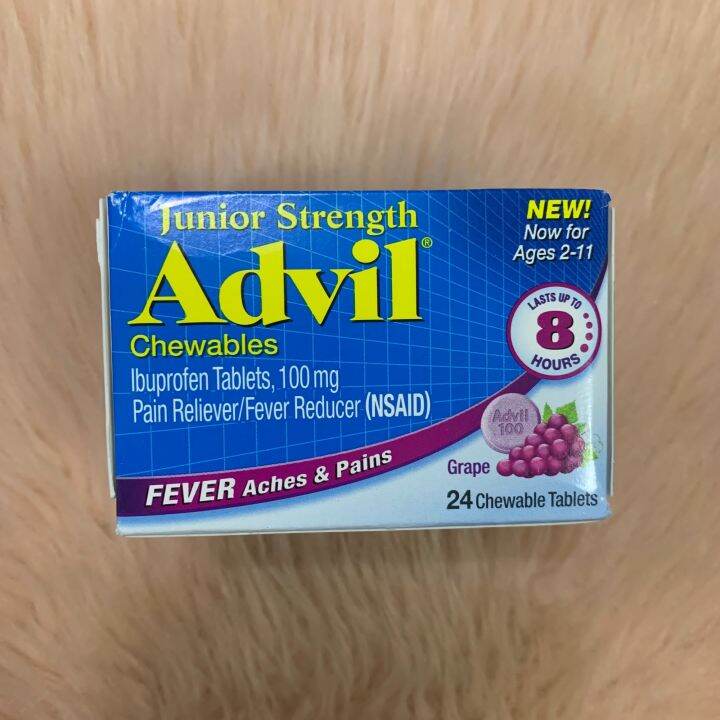 Junior Strength
Advil®
Chewables
Ibuprofen Tablets, 100 mg
Pain Reliever/Fever Reducer (NSAID)
FEVER Aches & Pains
NEW!
Now for
Ages 2-11
LASTS UP TO
8
HOURS
Advil
100
Grape
24 Chewable Tablets